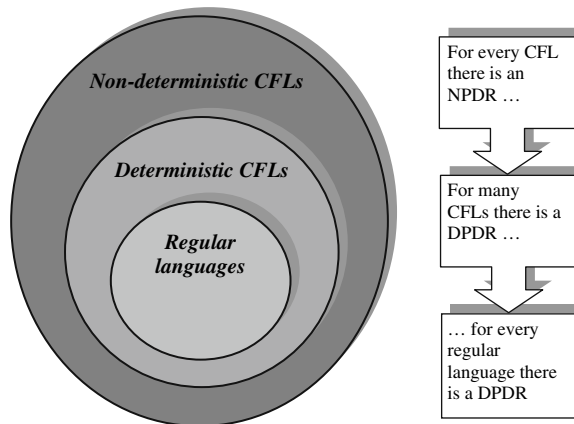 Non-deterministic CFLs
Deterministic CFLs
Regular
languages
For every CFL
there is an
NPDR …
For many
CFLs there is a
DPDR …
… for every
regular
language there
is a DPDR